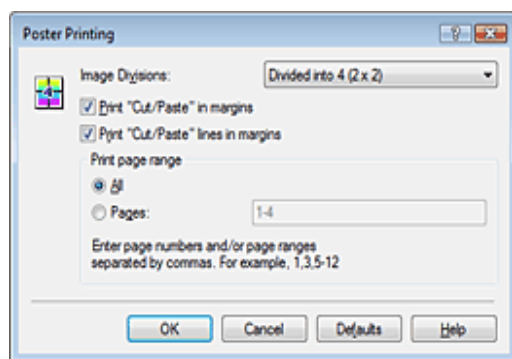 Poster Printing
Image Divisions: Divided into 4 (2 x 2)
4
Print "Cut/Paste" in margins
Print "Cut/Paste" lines in margins
Print page range
All
Pages: 1-4
Enter page numbers and/or page ranges
separated by commas. For example, 1,3,5-12
OK Cancel Defaults Help